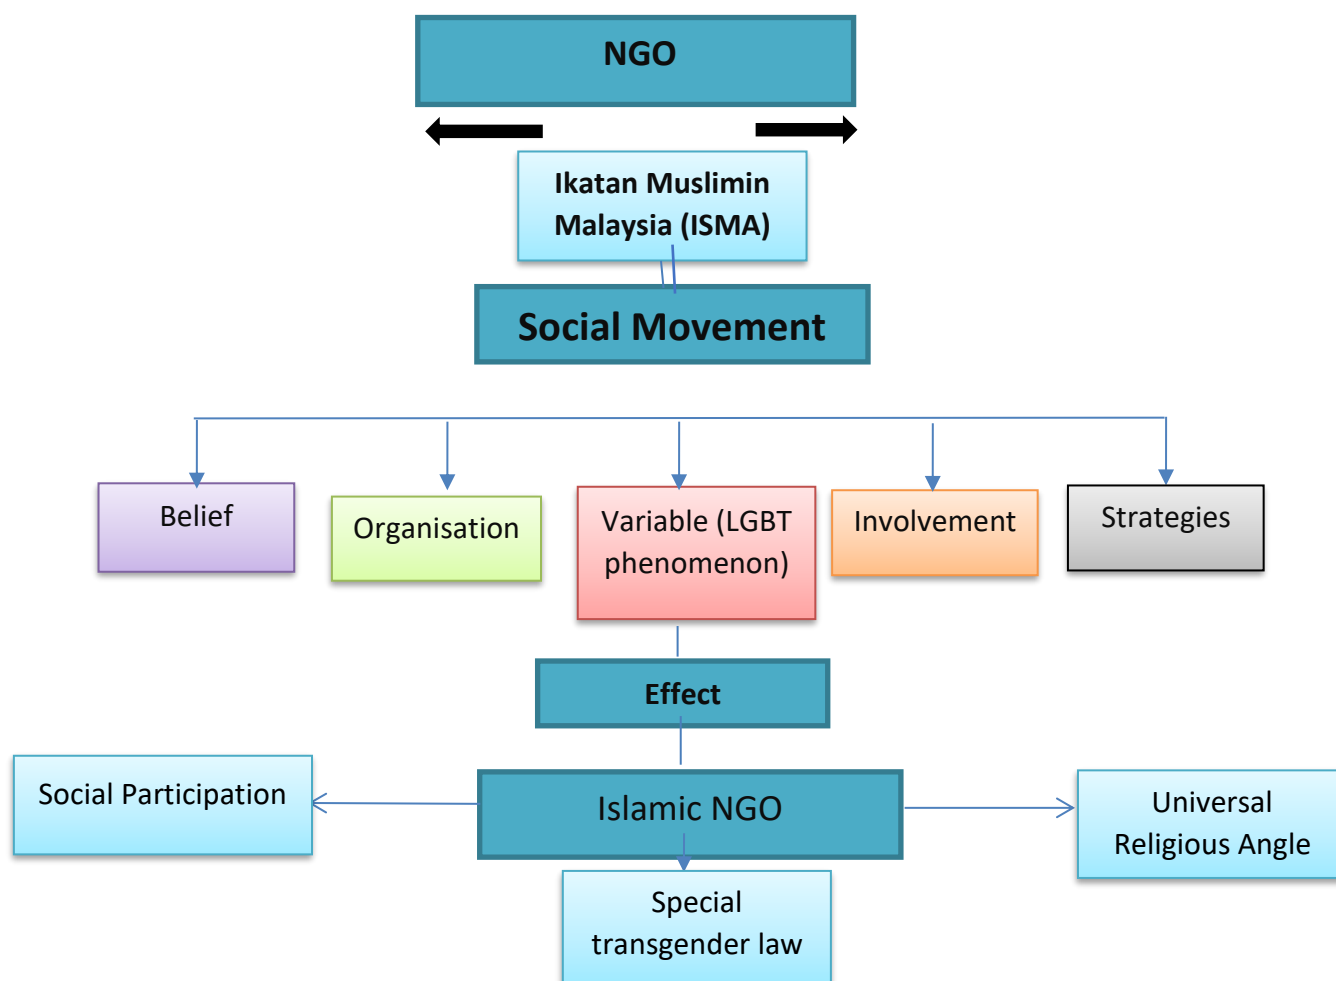 NGO
Ikatan Muslimin
Malaysia (ISMA)
Social Movement
Belief
Organisation
Variable (LGBT
phenomenon)
Involvement
Strategies
Effect
Social Participation
Islamic NGO
Universal
Religious Angle
Special
transgender law